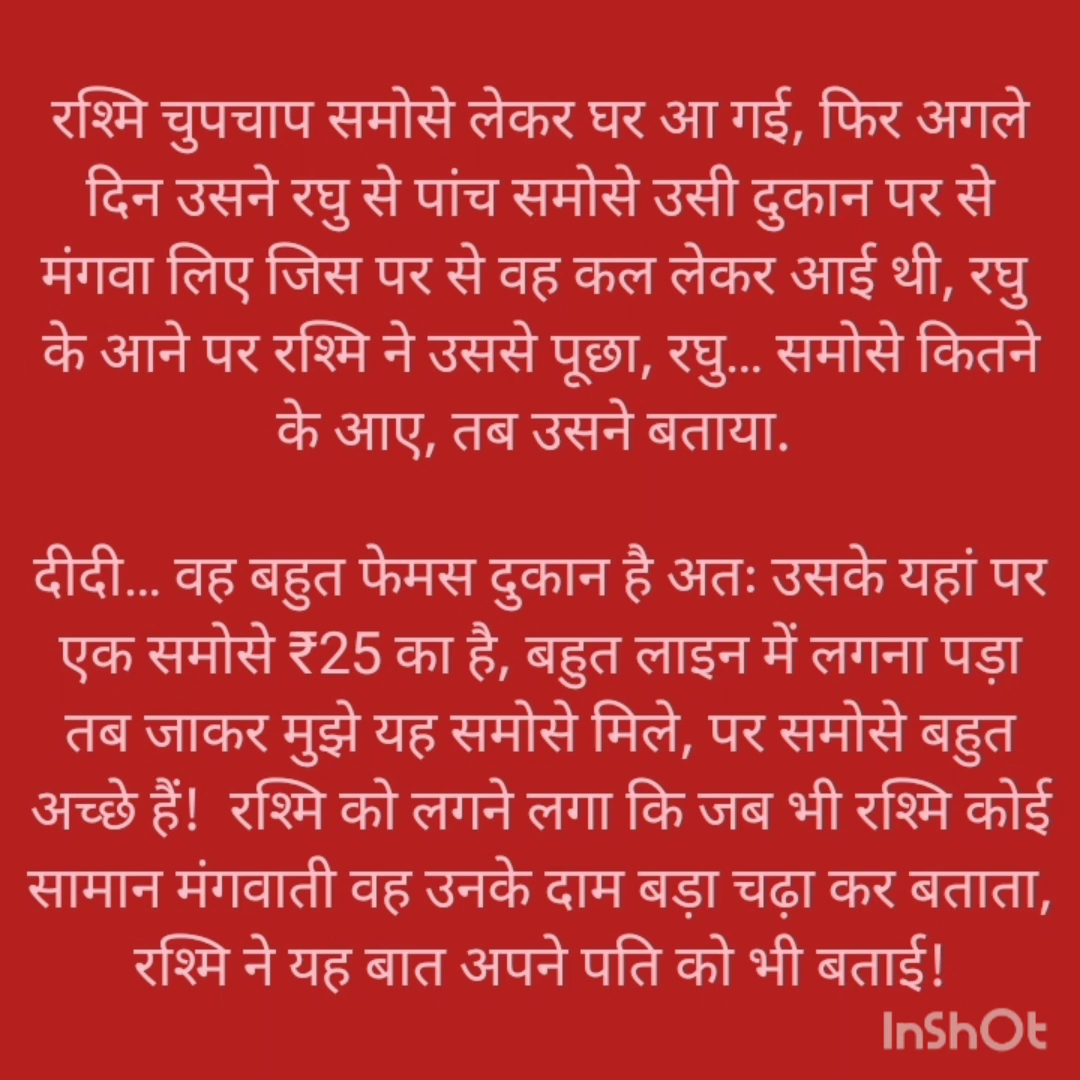 रश्मि चुपचाप समोसे लेकर घर आ गई, फिर अगले
दिन उसने रघु से पांच समोसे उसी दुकान पर से
मंगवा लिए जिस पर से वह कल लेकर आई थी, रघु
के आने पर रश्मि ने उससे पूछा, रघु... समोसे कितने
के आए, तब उसने बताया.
दीदी... वह बहुत फेमस दुकान है अतः उसके यहां पर
एक समोसे ₹25 का है, बहुत लाइन में लगना पड़ा
तब जाकर मुझे यह समोसे मिले, पर समोसे बहुत
अच्छे हैं! रश्मि को लगने लगा कि जब भी रश्मि कोई
सामान मंगवाती वह उनके दाम बड़ा चढ़ा कर बताता,
रश्मि ने यह बात अपने पति को भी बताई!
InShOt